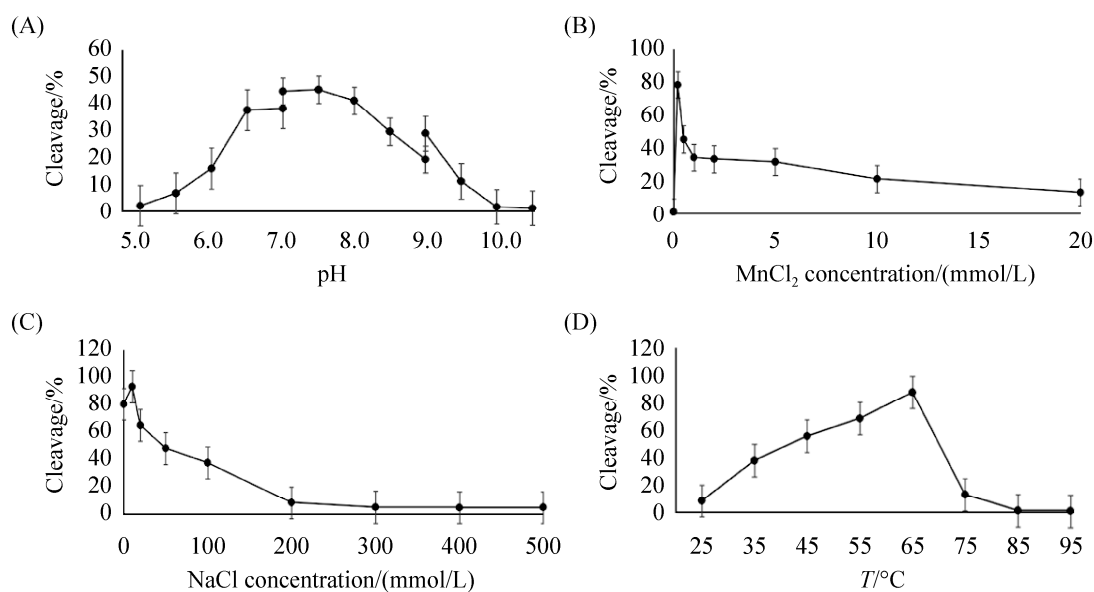 (A)
60
50
40
30
20
10
0
Cleavage/%
5.0 6.0 7.0 8.0 9.0 10.0
pH
(B)
100
80
60
40
20
0
Cleavage/%
0 5 10 15 20
MnCl₂ concentration/(mmol/L)
(C)
120
100
80
60
40
20
0
Cleavage/%
0 100 200 300 400 500
NaCl concentration/(mmol/L)
(D)
120
100
80
60
40
20
0
Cleavage/%
25 35 45 55 65 75 85 95
T/°C